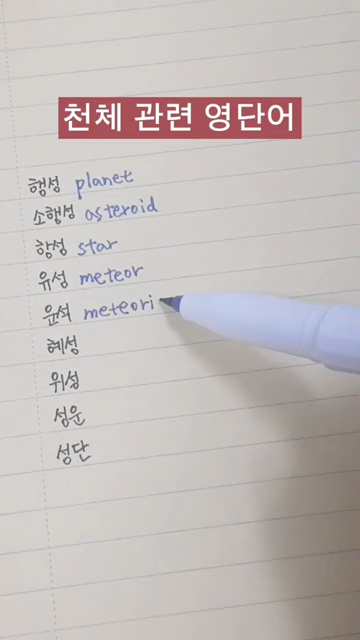 천체 관련 영단어
행성 planet
소행성 asteroid
항성 star
유성 meteor
운석 meteori
혜성
위성
성운
성단